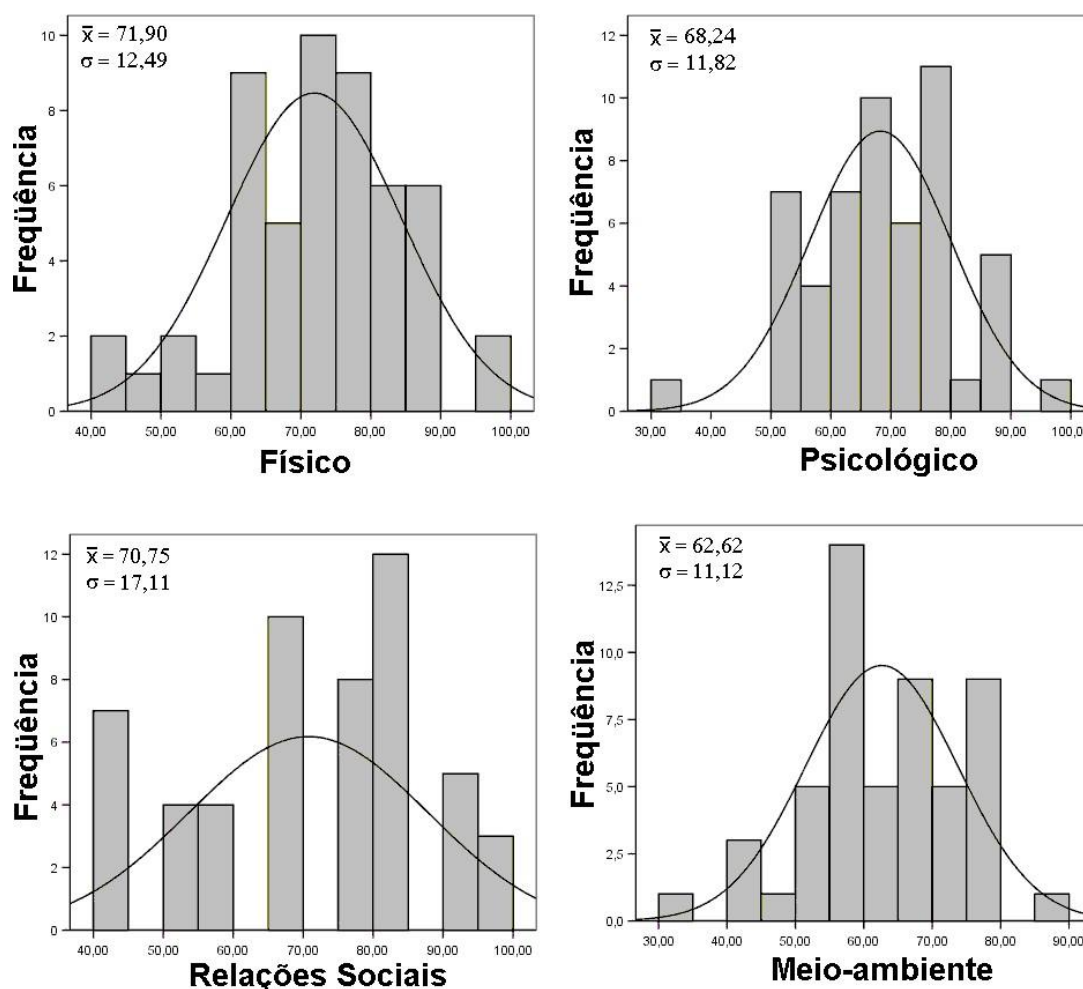 x̄ = 71,90
σ = 12,49
Freqüência
10
8
6
4
2
0
40,00 50,00 60,00 70,00 80,00 90,00 100,00
Físico
x̄ = 68,24
σ = 11,82
Freqüência
12
10
8
6
4
2
0
30,00 40,00 50,00 60,00 70,00 80,00 90,00 100,00
Psicológico
x̄ = 70,75
σ = 17,11
Freqüência
12
10
8
6
4
2
0
40,00 50,00 60,00 70,00 80,00 90,00 100,00
Relações Sociais
x̄ = 62,62
σ = 11,12
Freqüência
12,5
10,0
7,5
5,0
2,5
0,0
30,00 40,00 50,00 60,00 70,00 80,00 90,00
Meio-ambiente